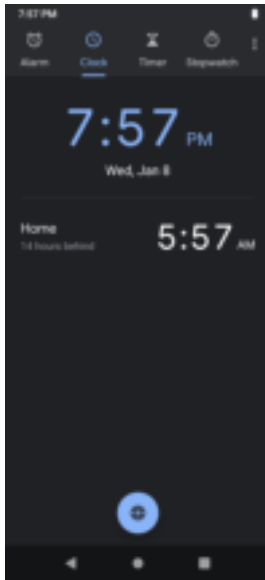 7:57 PM
Alarm Clock Timer Stopwatch
7:57 PM
Wed, Jan 8
Home
14 hours behind
5:57 AM